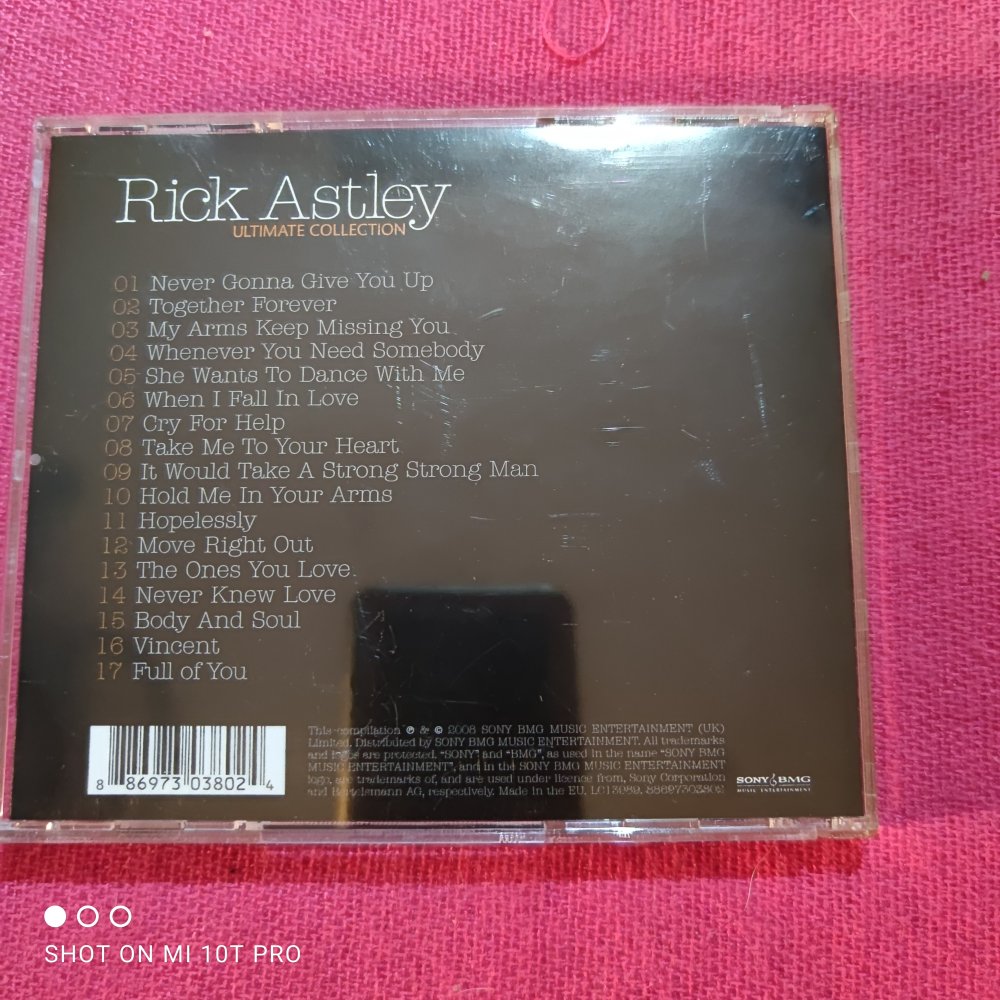 Rick Astley
ULTIMATE COLLECTION
01 Never Gonna Give You Up
02 Together Forever
03 My Arms Keep Missing You
04 Whenever You Need Somebody
05 She Wants To Dance With Me
06 When I Fall In Love
07 Cry For Help
08 Take Me To Your Heart
09 It Would Take A Strong Strong Man
10 Hold Me In Your Arms
11 Hopelessly
12 Move Right Out
13 The Ones You Love
14 Never Knew Love
15 Body And Soul
16 Vincent
17 Full of You
This compilation ℗ & © 2008 SONY BMG MUSIC ENTERTAINMENT (UK)
Limited. Distributed by SONY BMG MUSIC ENTERTAINMENT. All trademarks
and logos are protected. "SONY" and "BMG", as used in the name "SONY BMG
MUSIC ENTERTAINMENT", and in the SONY BMG MUSIC ENTERTAINMENT
logo, are trademarks of, and are used under licence from, Sony Corporation
and Bertelsmann AG, respectively. Made in the EU. LC13989. 88697303802
8 86973 03802 4
SONY BMG
MUSIC ENTERTAINMENT
SHOT ON MI 10T PRO